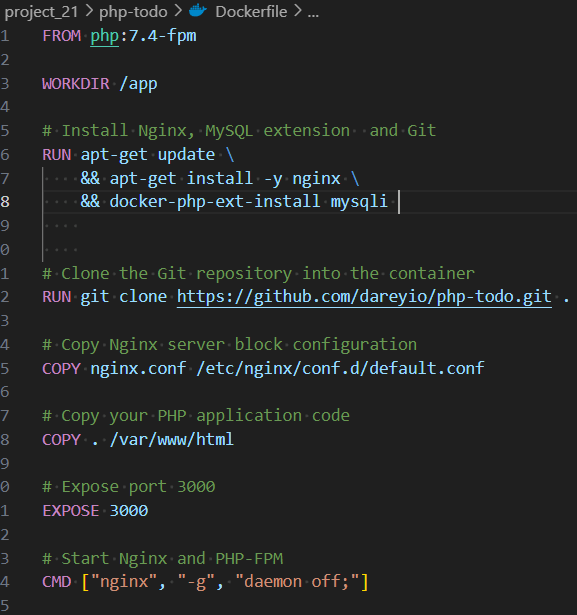 project_21 > php-todo > Dockerfile > ...
1 FROM php:7.4-fpm
2
3 WORKDIR /app
4
5 # Install Nginx, MySQL extension  and Git
6 RUN apt-get update \
7     && apt-get install -y nginx \
8     && docker-php-ext-install mysqli
9
0
1 # Clone the Git repository into the container
2 RUN git clone https://github.com/dareyio/php-todo.git .
3
4 # Copy Nginx server block configuration
5 COPY nginx.conf /etc/nginx/conf.d/default.conf
6
7 # Copy your PHP application code
8 COPY . /var/www/html
9
0 # Expose port 3000
1 EXPOSE 3000
2
3 # Start Nginx and PHP-FPM
4 CMD ["nginx", "-g", "daemon off;"]
5